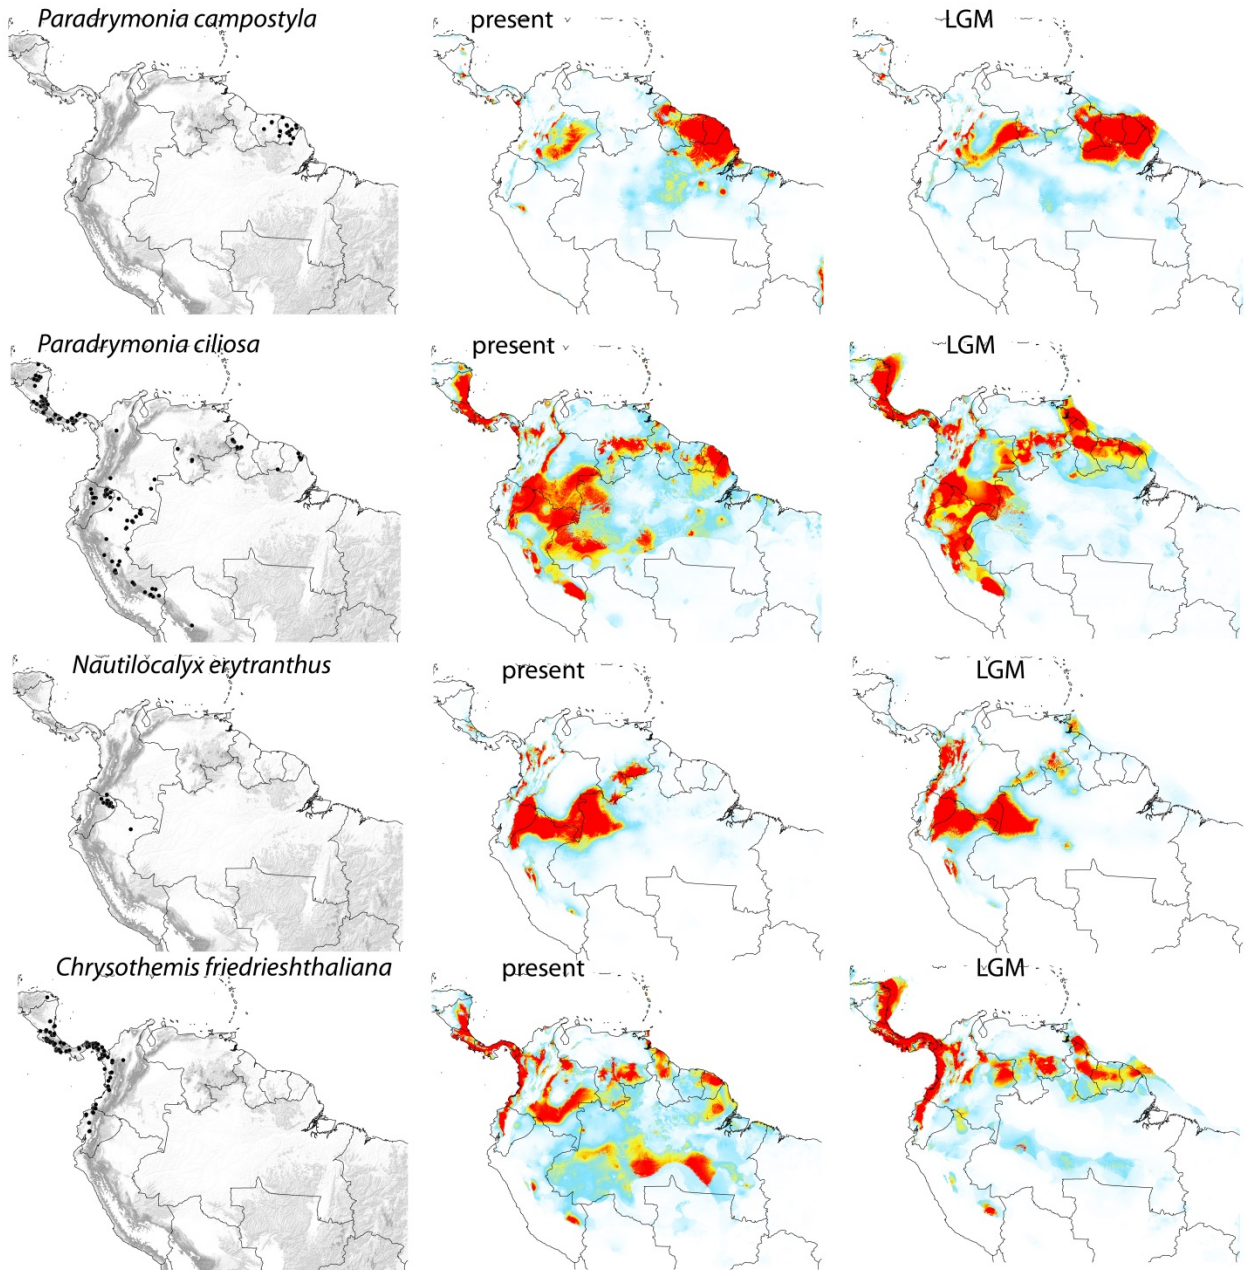 Paradrymonia campostyla present LGM
Paradrymonia ciliosa present LGM
Nautilocalyx erytranthus present LGM
Chrysothemis friedrieshthaliana present LGM